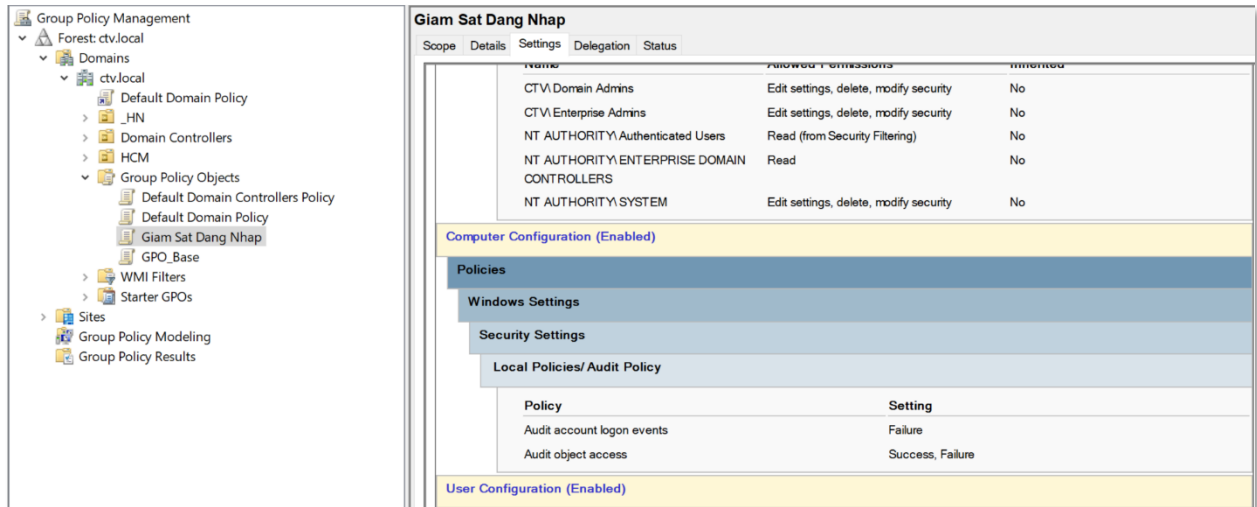 Group Policy Management
Forest: ctv.local
Domains
ctv.local
Default Domain Policy
_HN
Domain Controllers
HCM
Group Policy Objects
Default Domain Controllers Policy
Default Domain Policy
Giam Sat Dang Nhap
GPO_Base
WMI Filters
Starter GPOs
Sites
Group Policy Modeling
Group Policy Results
Giam Sat Dang Nhap
Scope Details Settings Delegation Status
Name Allowed Permissions Inherited
CTV\Domain Admins Edit settings, delete, modify security No
CTV\Enterprise Admins Edit settings, delete, modify security No
NT AUTHORITY\Authenticated Users Read (from Security Filtering) No
NT AUTHORITY\ENTERPRISE DOMAIN Read No
CONTROLLERS
NT AUTHORITY\SYSTEM Edit settings, delete, modify security No
Computer Configuration (Enabled)
Policies
Windows Settings
Security Settings
Local Policies/Audit Policy
Policy Setting
Audit account logon events Failure
Audit object access Success, Failure
User Configuration (Enabled)